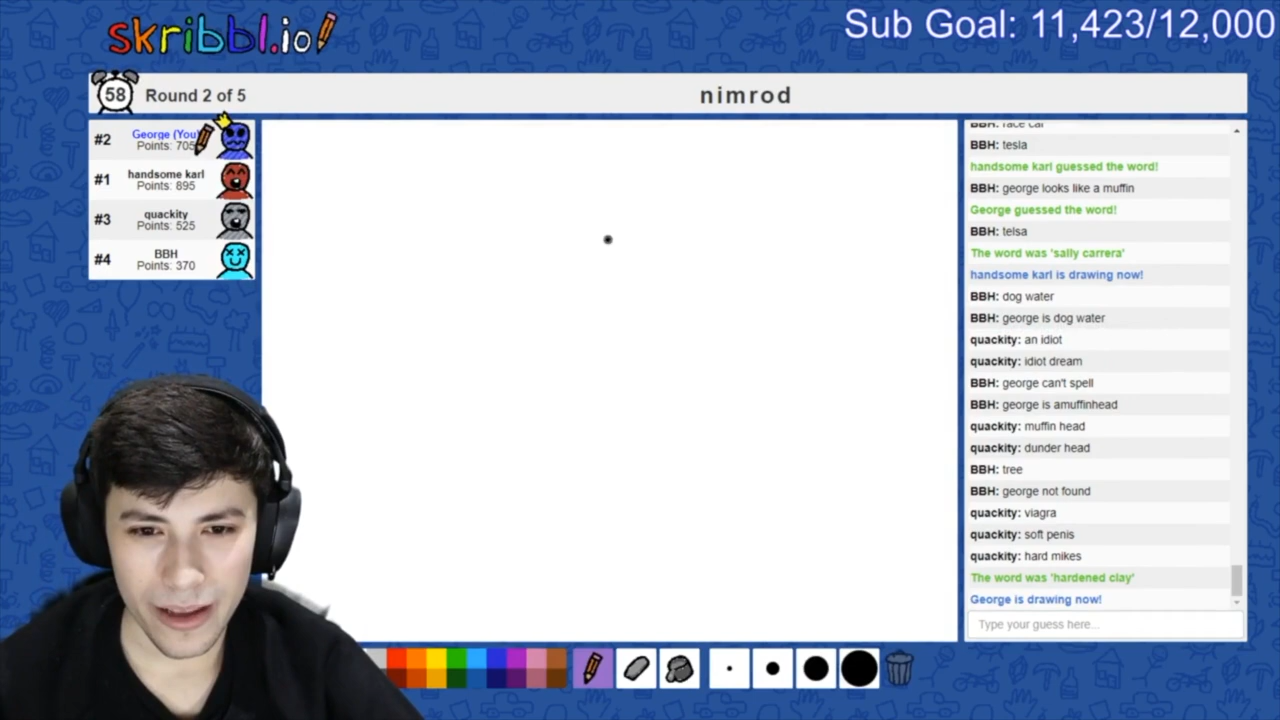 skribbl.io
Sub Goal: 11,423/12,000
58
Round 2 of 5
nimrod
#2
George (You)
Points: 705
#1
handsome karl
Points: 895
#3
quackity
Points: 525
#4
BBH
Points: 370
BBH: race car
BBH: tesla
handsome karl guessed the word!
BBH: george looks like a muffin
George guessed the word!
BBH: telsa
The word was 'sally carrera'
handsome karl is drawing now!
BBH: dog water
BBH: george is dog water
quackity: an idiot
quackity: idiot dream
BBH: george can't spell
BBH: george is amuffinhead
quackity: muffin head
quackity: dunder head
BBH: tree
BBH: george not found
quackity: viagra
quackity: soft penis
quackity: hard mikes
The word was 'hardened clay'
George is drawing now!
Type your guess here...